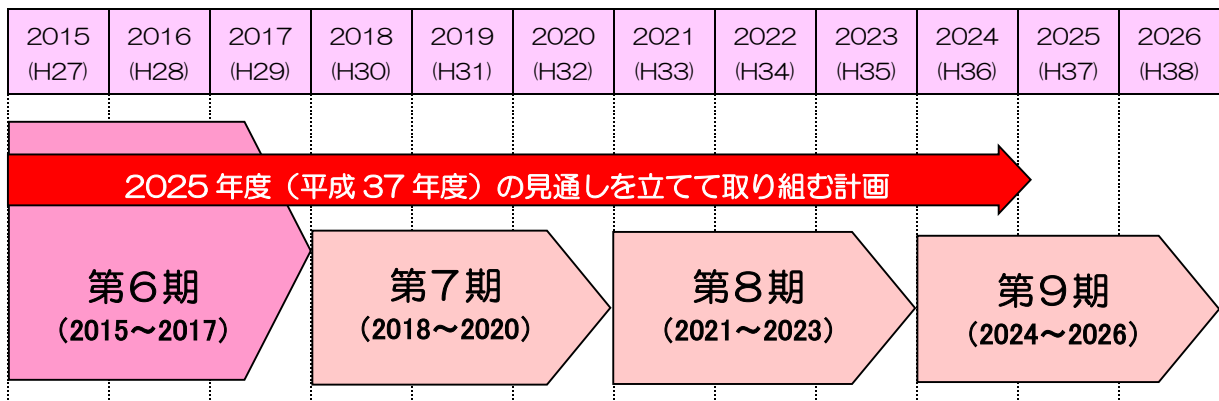 2015 2016 2017 2018 2019 2020 2021 2022 2023 2024 2025 2026
(H27) (H28) (H29) (H30) (H31) (H32) (H33) (H34) (H35) (H36) (H37) (H38)
2025年度（平成37年度）の見通しを立てて取り組む計画
第6期
（2015～2017）
第7期
（2018～2020）
第8期
（2021～2023）
第9期
（2024～2026）